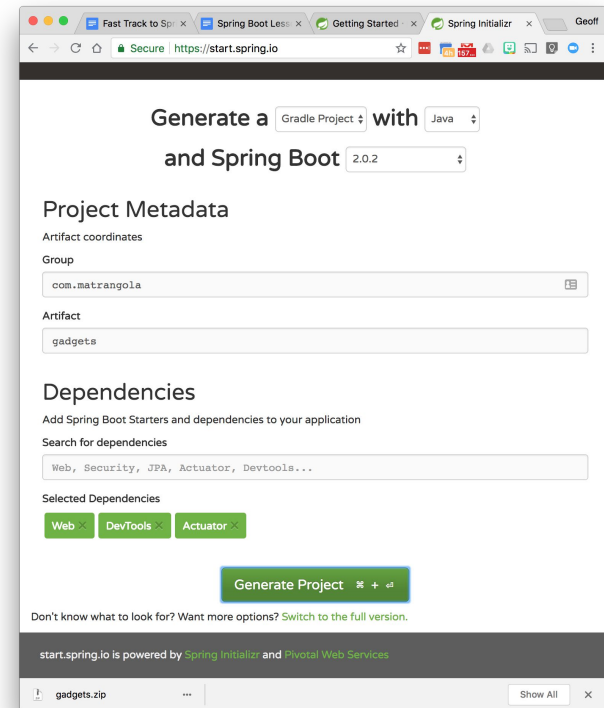 Fast Track to Spr
Spring Boot Less
Getting Started -
Spring Initializr
Geoff
Secure
https://start.spring.io
4h
157...
Generate a Gradle Project with Java
and Spring Boot 2.0.2
Project Metadata
Artifact coordinates
Group
com.matrangola
Artifact
gadgets
Dependencies
Add Spring Boot Starters and dependencies to your application
Search for dependencies
Web, Security, JPA, Actuator, Devtools...
Selected Dependencies
Web × DevTools × Actuator ×
Generate Project ⌘ + ⏎
Don't know what to look for? Want more options? Switch to the full version.
start.spring.io is powered by Spring Initializr and Pivotal Web Services
gadgets.zip
Show All